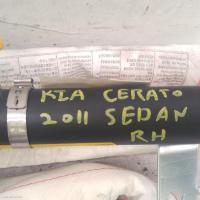 KIA CERATO
2011 SEDAN
RH